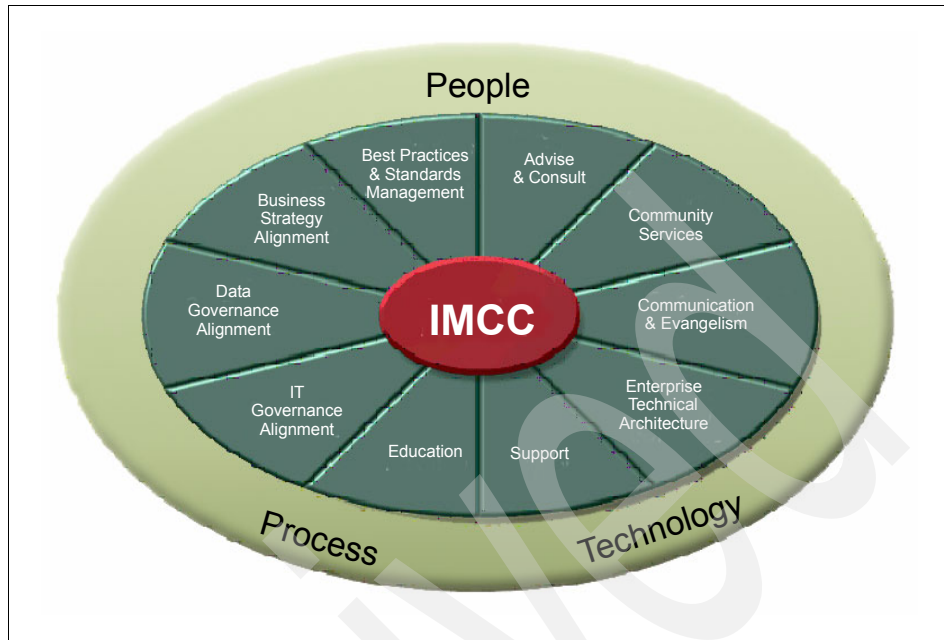 People
Best Practices
& Standards
Management
Advise
& Consult
Business
Strategy
Alignment
Community
Services
Data
Governance
Alignment
IMCC
Communication
& Evangelism
IT
Governance
Alignment
Enterprise
Technical
Architecture
Education
Support
Process
Technology